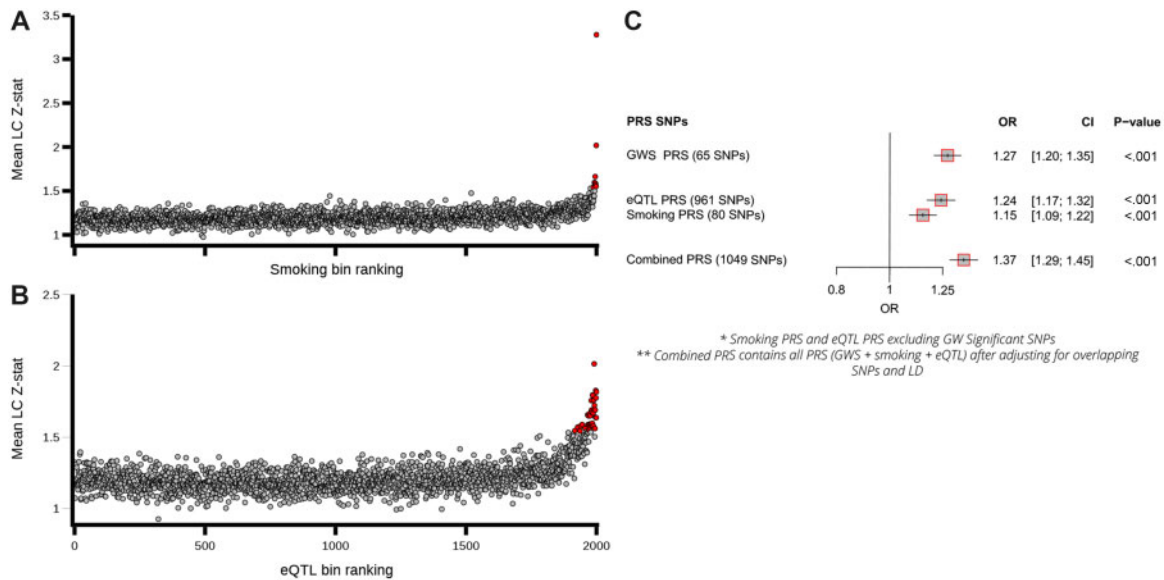 A
3.5
3
2.5
2
1.5
1
Mean LC Z-stat
Smoking bin ranking
B
2.5
2
1.5
1
Mean LC Z-stat
0 500 1000 1500 2000
eQTL bin ranking
C
PRS SNPs OR CI P-value
GWS PRS (65 SNPs) 1.27 [1.20; 1.35] <.001
eQTL PRS (961 SNPs) 1.24 [1.17; 1.32] <.001
Smoking PRS (80 SNPs) 1.15 [1.09; 1.22] <.001
Combined PRS (1049 SNPs) 1.37 [1.29; 1.45] <.001
0.8 1 1.25
OR
* Smoking PRS and eQTL PRS excluding GW Significant SNPs
** Combined PRS contains all PRS (GWS + smoking + eQTL) after adjusting for overlapping
SNPs and LD